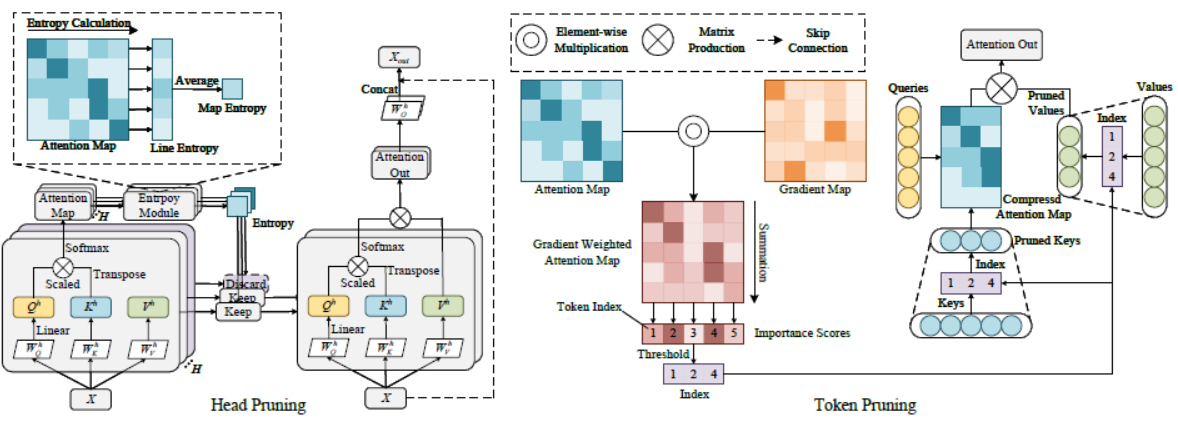 Entropy Calculation
Average
Map Entropy
Attention Map
Line Entropy
Attention
Map
H
Entrpoy
Module
Entropy
Softmax
Scaled
Transpose
Q^h
K^h
V^h
Linear
W_Q^h
W_K^h
W_V^h
H
X
Discard
Keep
Keep
X_out
Concat
W_O^h
Attention
Out
Softmax
Scaled
Transpose
Q^h
K^h
V^h
Linear
W_Q^h
W_K^h
W_V^h
X
Head Pruning
Element-wise
Multiplication
Matrix
Production
Skip
Connection
Attention Map
Gradient Map
Gradient Weighted
Attention Map
Summation
Token Index
1 2 3 4 5
Importance Scores
Threshold
1 2 4
Index
Attention Out
Queries
Pruned
Values
Values
Index
1
2
4
Compressd
Attention Map
Pruned Keys
Index
1 2 4
Keys
Token Pruning